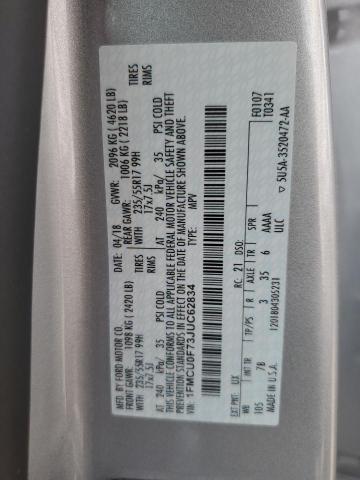 MFD. BY FORD MOTOR CO.
DATE: 04/18 GVWR: 2096 KG ( 4620 LB)
FRONT GAWR: 1098 KG ( 2420 LB) REAR GAWR: 1006 KG ( 2218 LB)
WITH 235/55R17 99H TIRES WITH 235/55R17 99H TIRES
17x7.5J RIMS 17x7.5J RIMS
AT 240 kPa/ 35 PSI COLD AT 240 kPa/ 35 PSI COLD
THIS VEHICLE CONFORMS TO ALL APPLICABLE MOTOR VEHICLE SAFETY AND THEFT
PREVENTION STANDARDS IN EFFECT ON THE DATE OF MANUFACTURE SHOWN ABOVE.
VIN: 1FMCU0F73JUC62834
TYPE: MPV
F0107
T0341
EXT PNT: UX RC: 21 DSO:
WB INT TR TP/PS R AXLE TR SPR
105 7B 3 35 6 AAAA
ULC
MADE IN U.S.A. 120180430523I
▽ 5U5A-3520472-AA